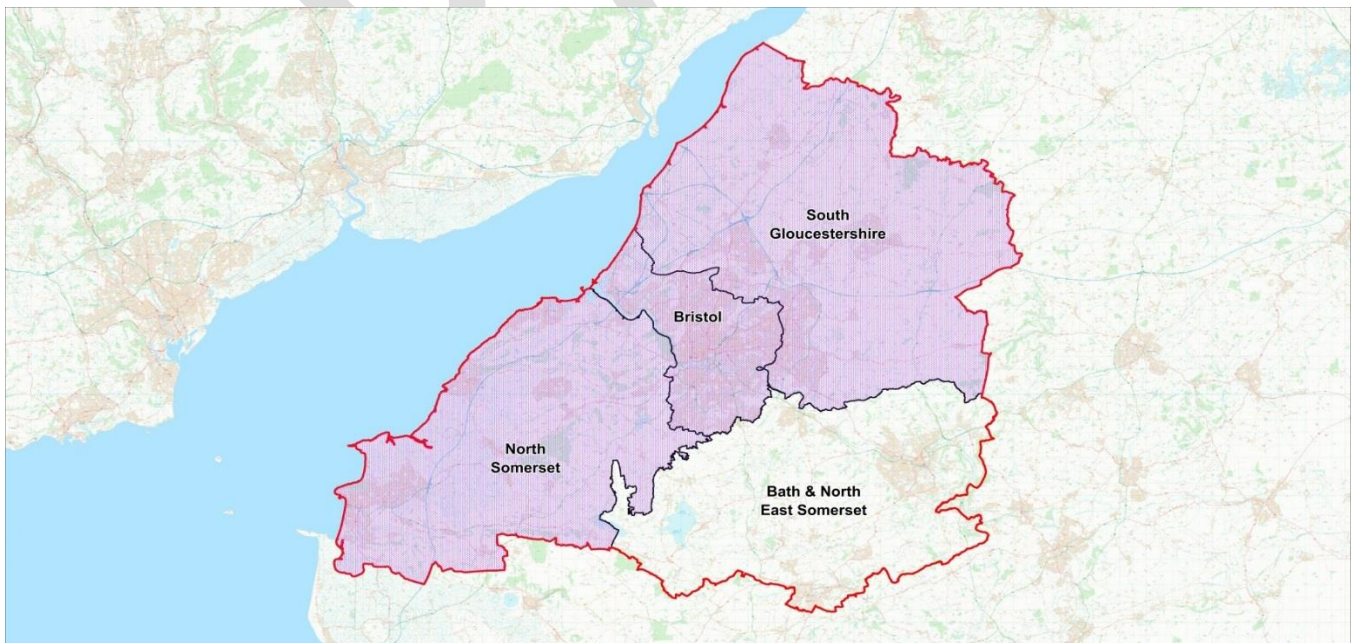 South
Gloucestershire
Bristol
North
Somerset
Bath & North
East Somerset